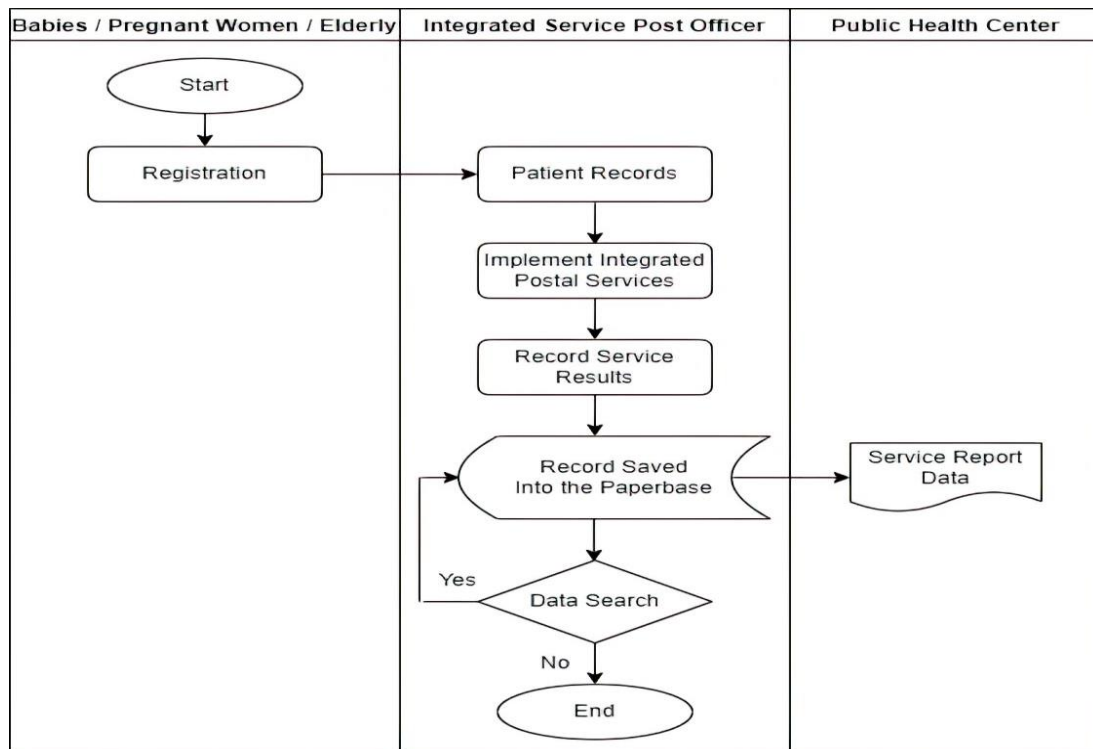 Babies / Pregnant Women / Elderly
Integrated Service Post Officer
Public Health Center
Start
Registration
Patient Records
Implement Integrated
Postal Services
Record Service
Results
Record Saved
Into the Paperbase
Service Report
Data
Yes
Data Search
No
End